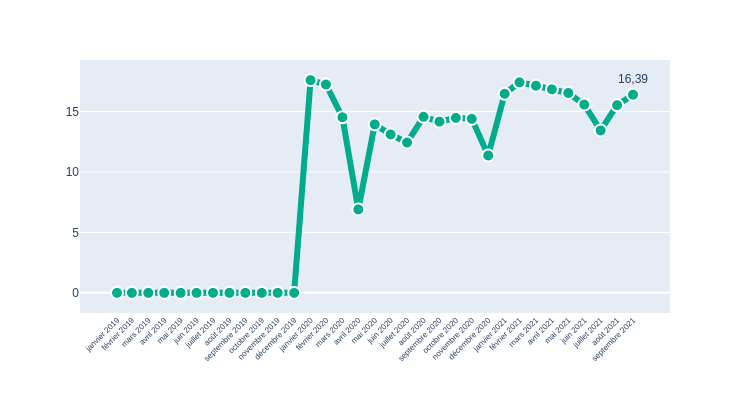 16,39
15
10
5
0
janvier 2019
février 2019
mars 2019
avril 2019
mai 2019
juin 2019
juillet 2019
août 2019
septembre 2019
octobre 2019
novembre 2019
décembre 2019
janvier 2020
février 2020
mars 2020
avril 2020
mai 2020
juin 2020
juillet 2020
août 2020
septembre 2020
octobre 2020
novembre 2020
décembre 2020
janvier 2021
février 2021
mars 2021
avril 2021
mai 2021
juin 2021
juillet 2021
août 2021
septembre 2021